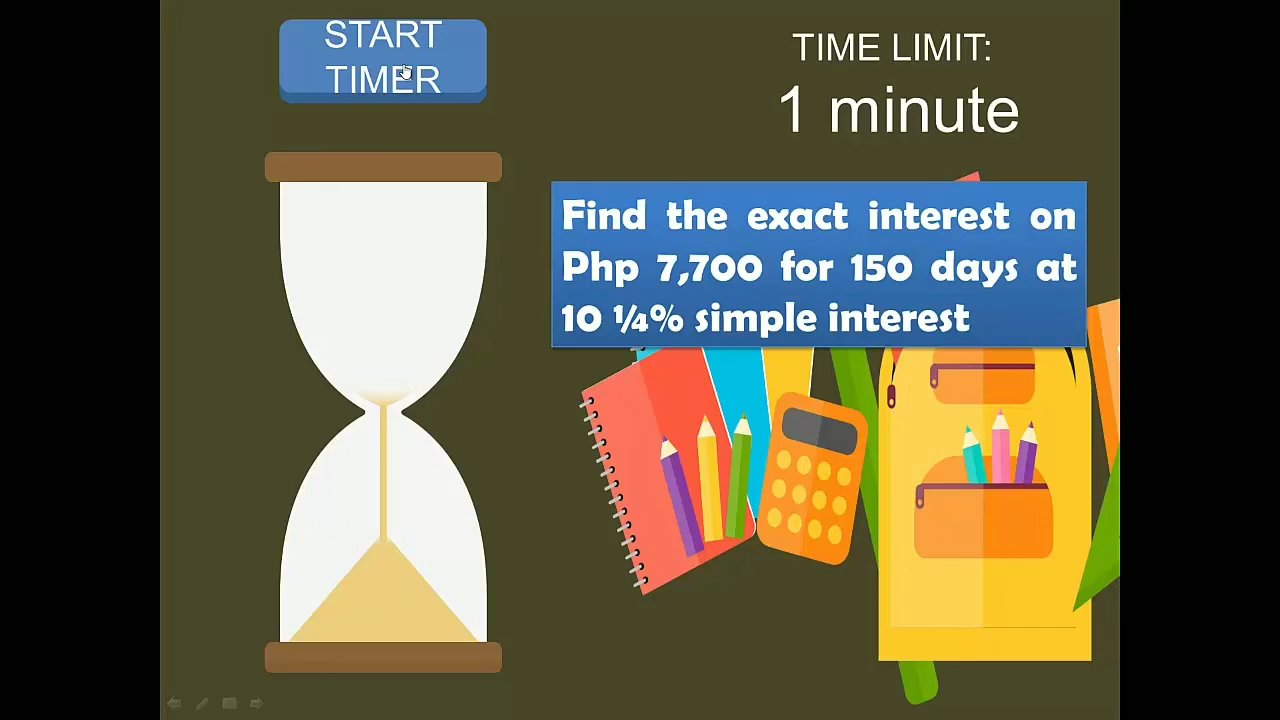 START
TIMER
TIME LIMIT:
1 minute
Find the exact interest on
Php 7,700 for 150 days at
10 ¼% simple interest